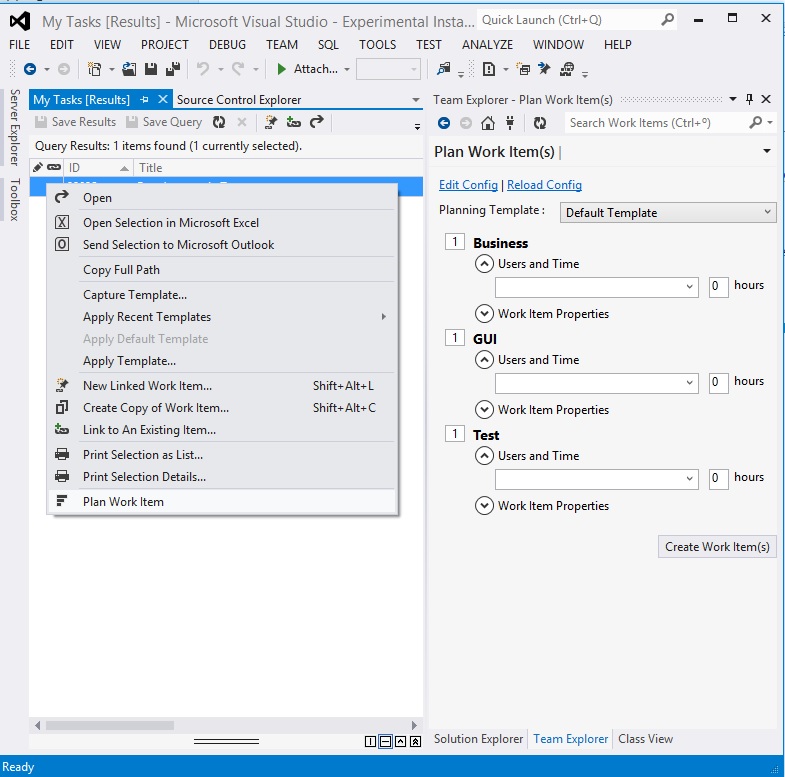 My Tasks [Results] - Microsoft Visual Studio - Experimental Insta...
Quick Launch (Ctrl+Q)
FILE EDIT VIEW PROJECT DEBUG TEAM SQL TOOLS TEST ANALYZE WINDOW HELP
Attach...
Server Explorer
Toolbox
My Tasks [Results] Source Control Explorer
Save Results Save Query
Query Results: 1 items found (1 currently selected).
ID Title
Open
Open Selection in Microsoft Excel
Send Selection to Microsoft Outlook
Copy Full Path
Capture Template...
Apply Recent Templates
Apply Default Template
Apply Template...
New Linked Work Item... Shift+Alt+L
Create Copy of Work Item... Shift+Alt+C
Link to An Existing Item...
Print Selection as List...
Print Selection Details...
Plan Work Item
Team Explorer - Plan Work Item(s)
Search Work Items (Ctrl+º)
Plan Work Item(s) |
Edit Config | Reload Config
Planning Template : Default Template
1 Business
Users and Time
0 hours
Work Item Properties
1 GUI
Users and Time
0 hours
Work Item Properties
1 Test
Users and Time
0 hours
Work Item Properties
Create Work Item(s)
Solution Explorer Team Explorer Class View
Ready